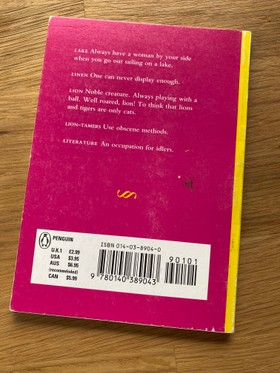 LAKE Always have a woman by your side
when you go out sailing on a lake.
LINEN One can never display enough.
LION Noble creature. Always playing with a
ball. Well roared, lion! To think that lions
and tigers are only cats.
LION-TAMERS Use obscene methods.
LITERATURE An occupation for idlers.
PENGUIN
U.K.1 £2.99
USA $3.95
AUS $6.95
(recommended)
CAN $5.99
ISBN 014-03-8904-0
90101
9 780140 389043